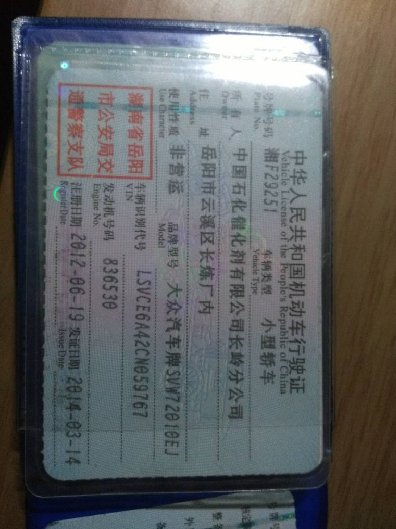 中华人民共和国机动车行驶证
Vehicle License of the People's Republic of China
号牌号码 湘F29251 车辆类型 小型轿车
Plate No. Vehicle Type
所有人 中国石化催化剂有限公司长岭分公司
Owner
住址 岳阳市云溪区长炼厂内
Address
使用性质 非营运 品牌型号 大众汽车牌SVW72010EJ
Use Character Model
湖南省岳阳
市公安局交
通警察支队
车辆识别代号 LSVCE6A42CN059767
VIN
发动机号码 836530
Engine No.
注册日期 2012-06-19 发证日期 2014-03-14
Register Date Issue Date